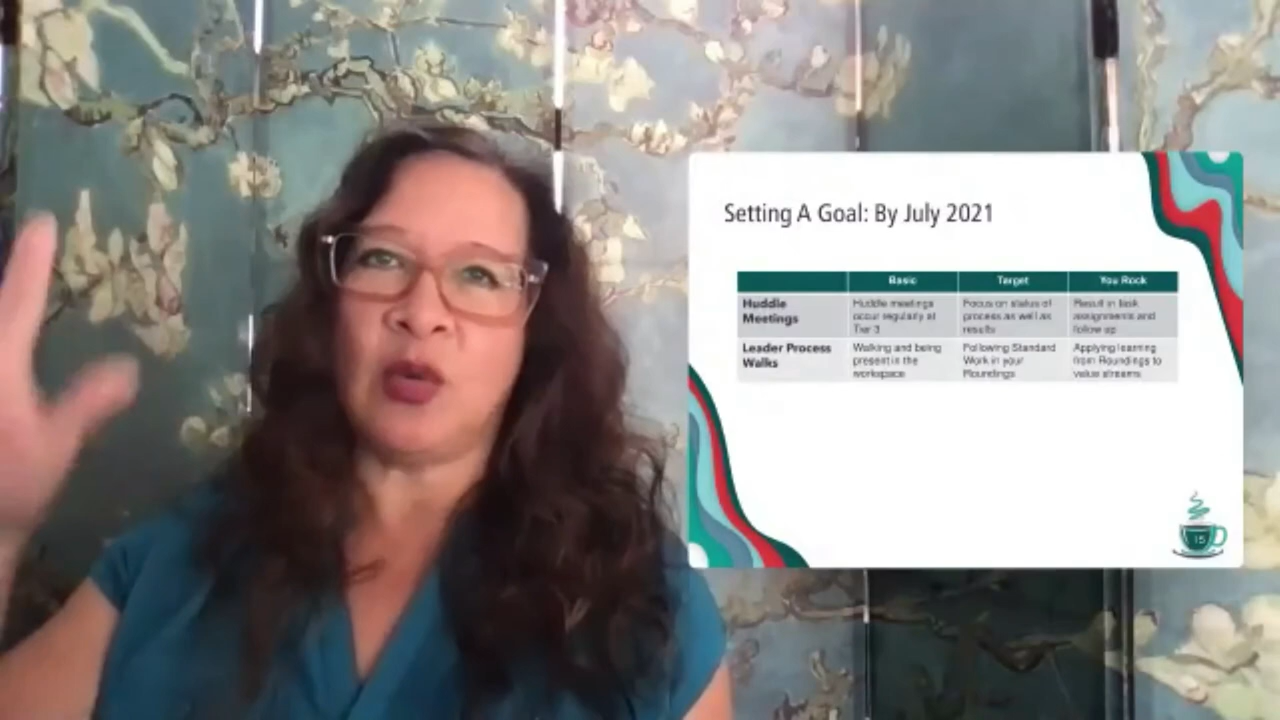 Setting A Goal: By July 2021
Basic Target You Rock
Huddle Meetings
Huddle meetings
occur regularly at
Tier 3
Focus on status of
process as well as
results
Result in task
assignments and
follow up
Leader Process
Walks
Walking and being
present in the
workspace
Following Standard
Work in your
Roundings
Applying learning
from Roundings to
value streams
15